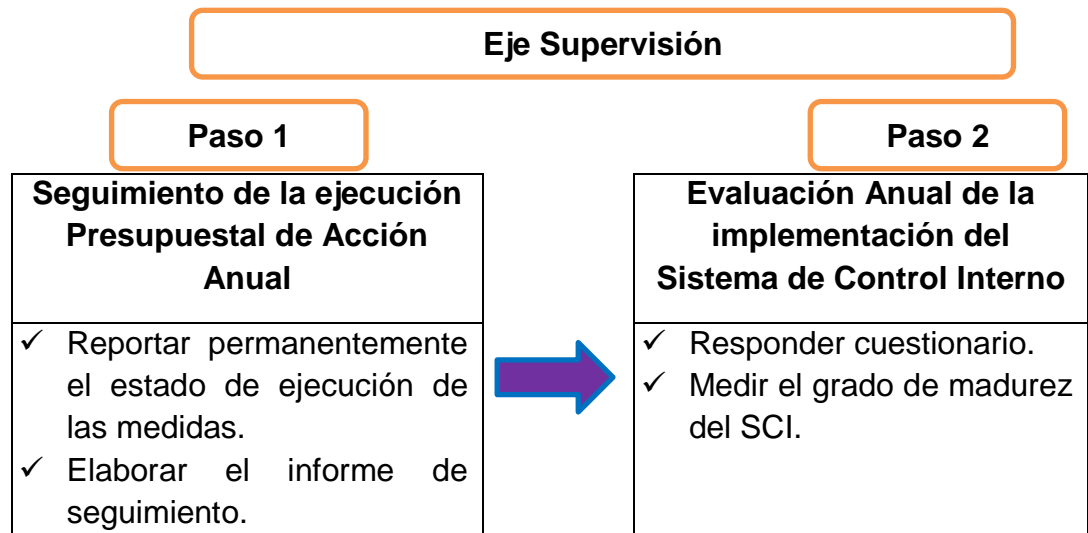 Eje Supervisión
Paso 1
Seguimiento de la ejecución
Presupuestal de Acción
Anual
✓ Reportar permanentemente
el estado de ejecución de
las medidas.
✓ Elaborar el informe de
seguimiento.
Paso 2
Evaluación Anual de la
implementación del
Sistema de Control Interno
✓ Responder cuestionario.
✓ Medir el grado de madurez
del SCI.